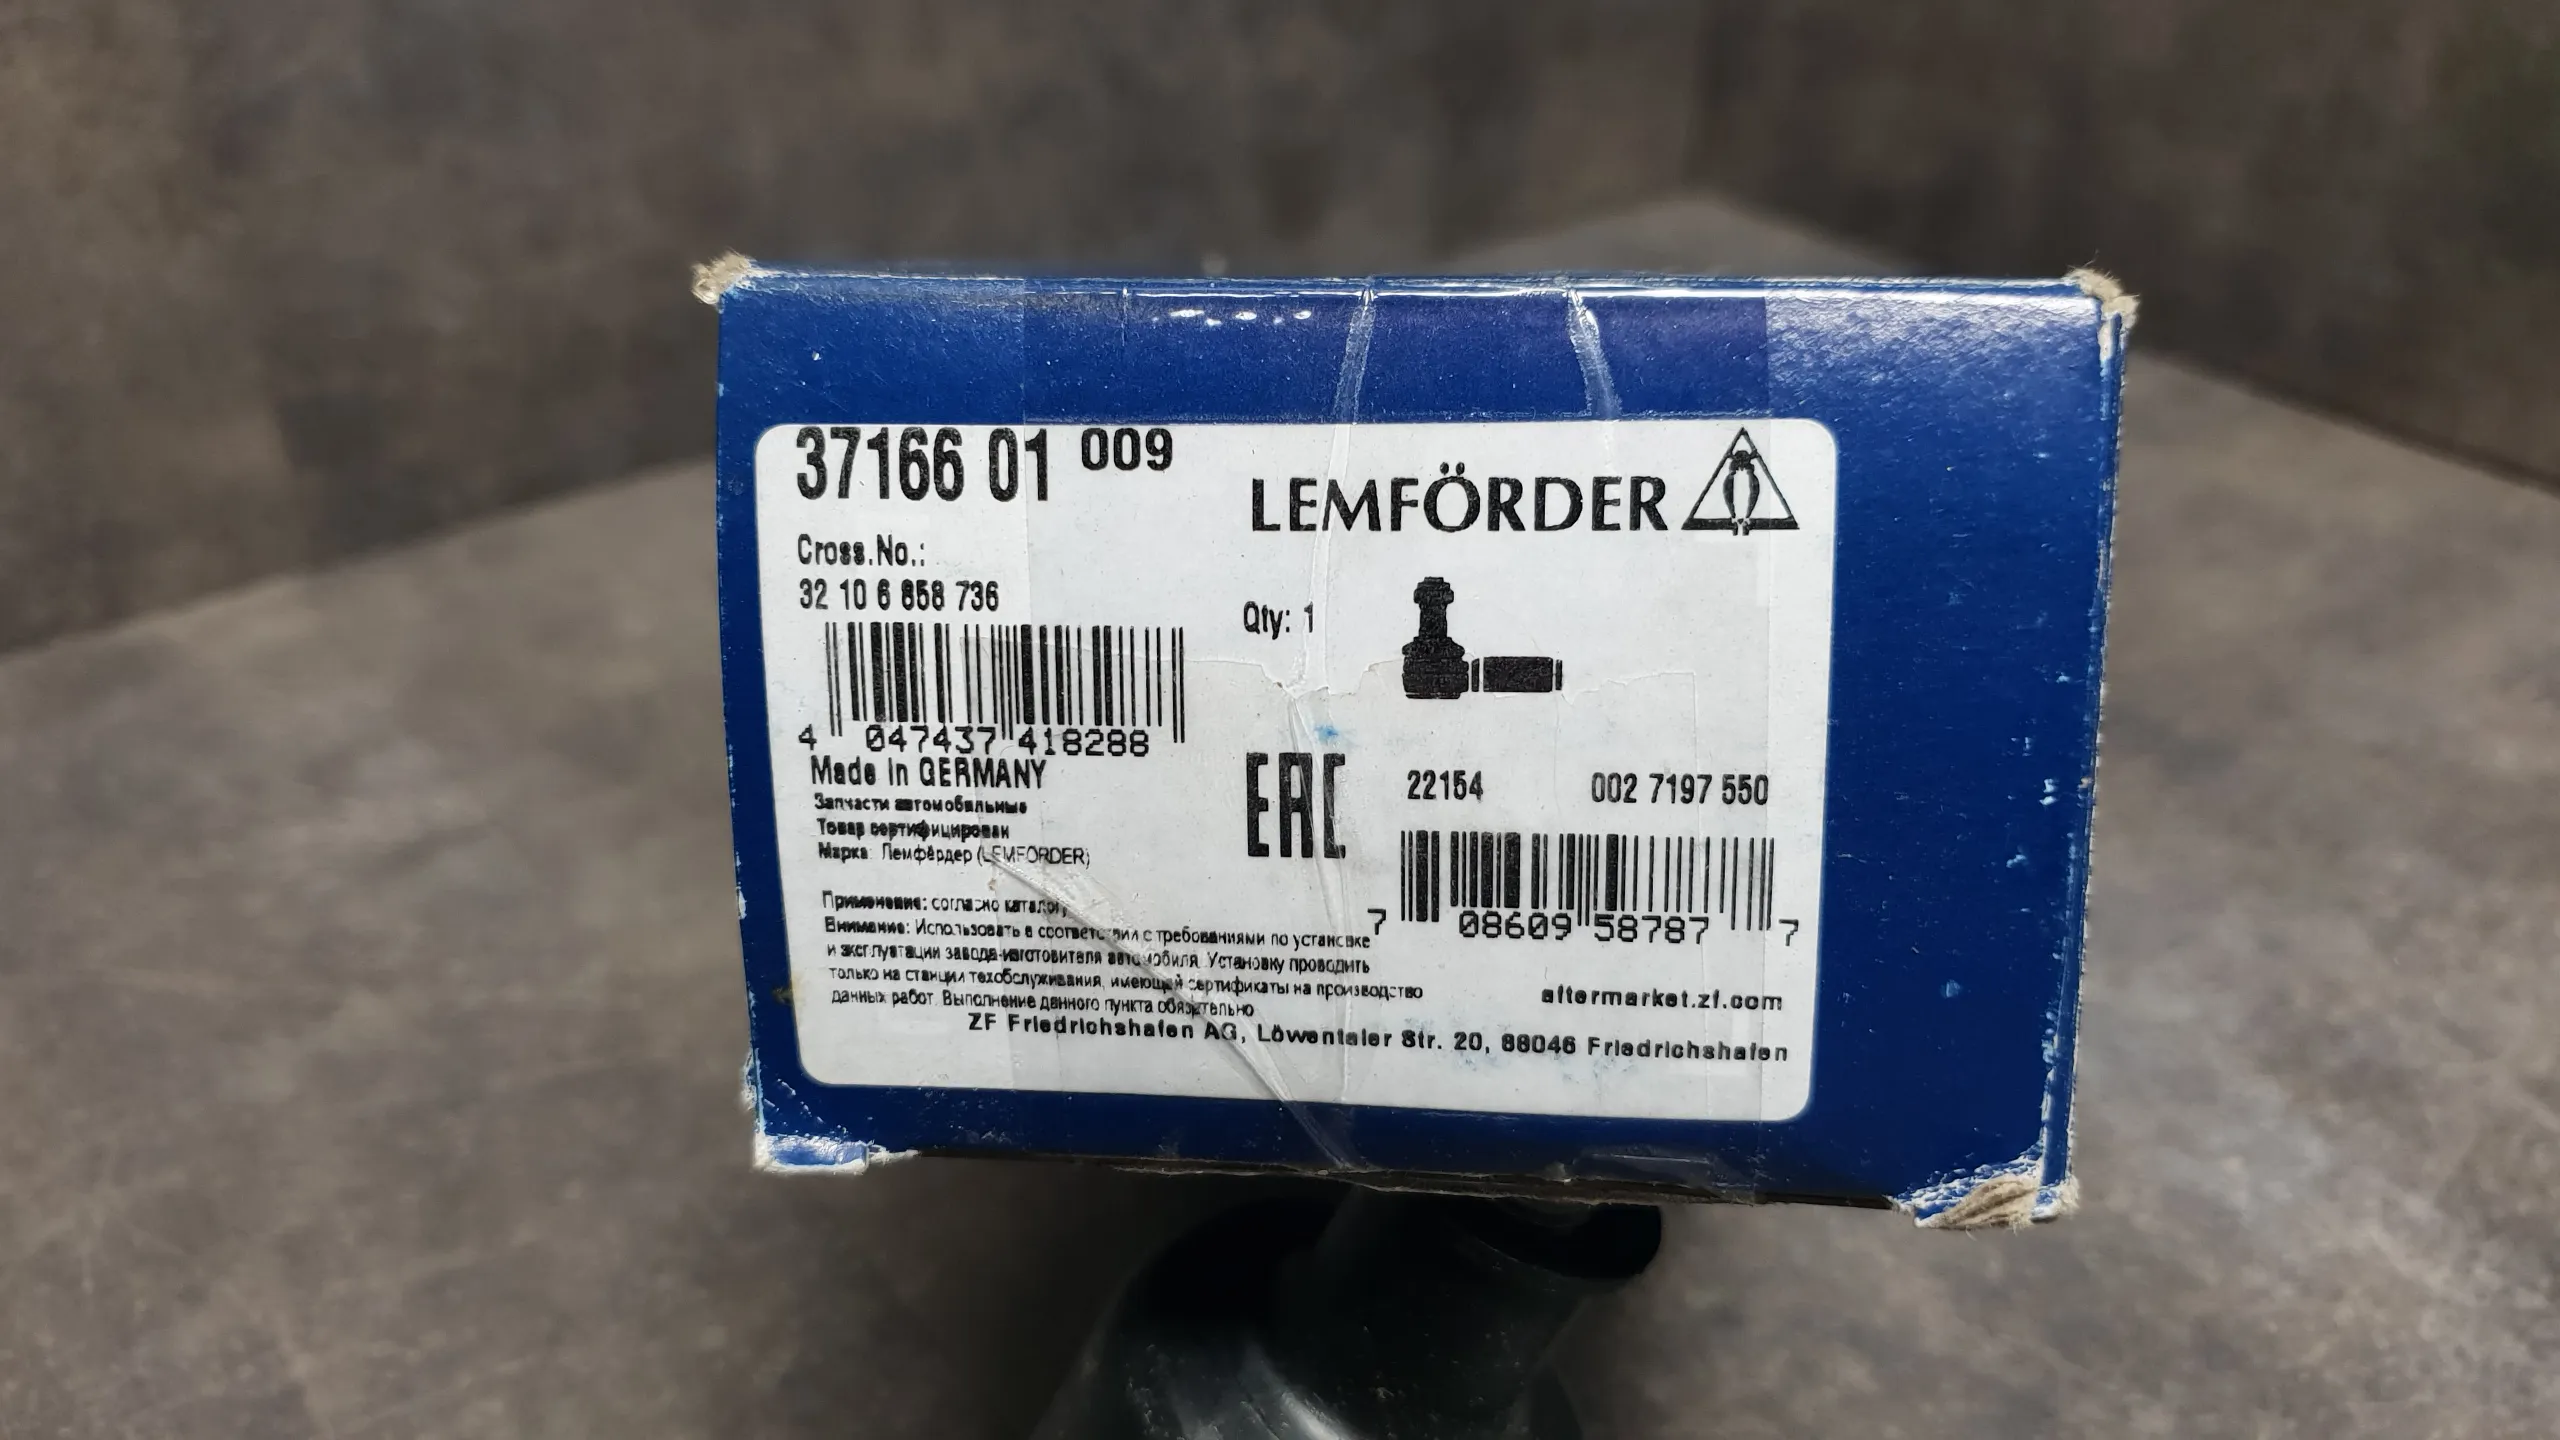 37166 01 009
LEMFÖRDER
Cross.No.:
32 10 6 858 736
Qty: 1
4 047437 418288
Made in GERMANY
Запчасти автомобильные
Товар сертифицирован
Марка: Лемфёрдер (LEMFORDER)
EAC
22154 002 7197 550
7 08609 58787 7
Применение: согласно каталогу
Внимание: Использовать в соответствии с требованиями по установке
и эксплуатации завода-изготовителя автомобиля. Установку проводить
только на станции техобслуживания, имеющей сертификаты на производство
данных работ. Выполнение данного пункта обязательно
aftermarket.zf.com
ZF Friedrichshafen AG, Löwentaler Str. 20, 88046 Friedrichshafen